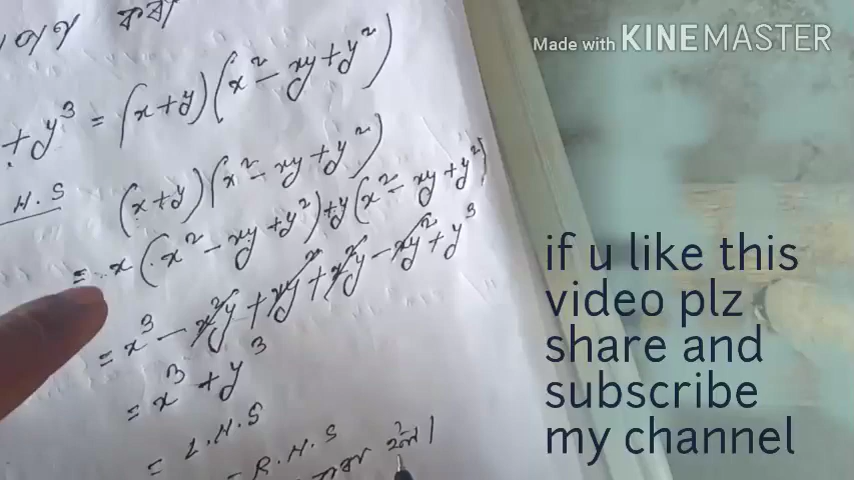 কৰা
+ y³ = (x+y)(x² - xy + y²)
H.S (x+y)(x² - xy + y²)
= x(x² - xy + y²) + y(x² - xy + y²)
= x³ - x²y + xy² + x²y - xy² + y³
= x³ + y³
= L.H.S
= R.H.S
Made with KINEMASTER
if u like this
video plz
share and
subscribe
my channel